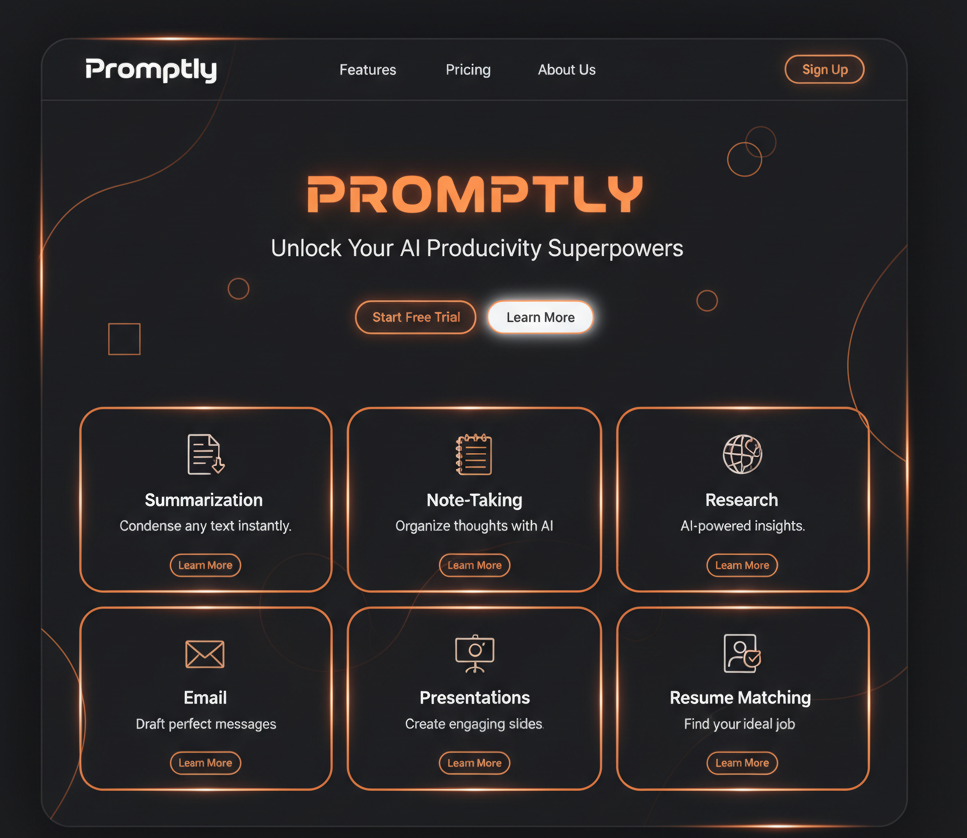 Promptly
Features Pricing About Us Sign Up
PROMPTLY
Unlock Your AI Producivity Superpowers
Start Free Trial Learn More
Summarization
Condense any text instantly.
Learn More
Note-Taking
Organize thoughts with AI
Learn More
Research
AI-powered insights.
Learn More
Email
Draft perfect messages
Learn More
Presentations
Create engaging slides.
Learn More
Resume Matching
Find your ideal job
Learn More